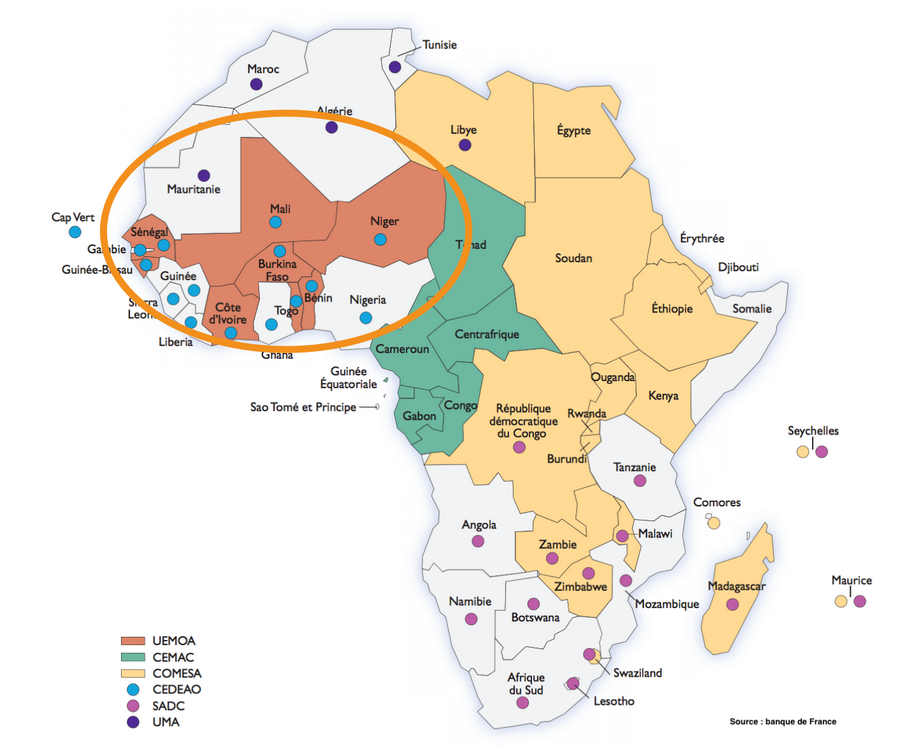 Tunisie
Maroc
Algérie
Libye
Égypte
Mauritanie
Cap Vert
Mali
Niger
Sénégal
Tchad
Érythrée
Gambie
Soudan
Guinée-Bissau
Burkina
Faso
Djibouti
Guinée
Bénin
Nigeria
Sierra
Leone
Côte
d'Ivoire
Togo
Éthiopie
Somalie
Liberia
Ghana
Centrafrique
Cameroun
Guinée
Équatoriale
Ouganda
Kenya
Sao Tomé et Principe
Gabon
Congo
République
démocratique
du Congo
Rwanda
Seychelles
Burundi
Tanzanie
Comores
Angola
Malawi
Zambie
Zimbabwe
Madagascar
Maurice
Namibie
Botswana
Mozambique
UEMOA
CEMAC
COMESA
CEDEAO
SADC
UMA
Swaziland
Afrique
du Sud
Lesotho
Source : banque de France